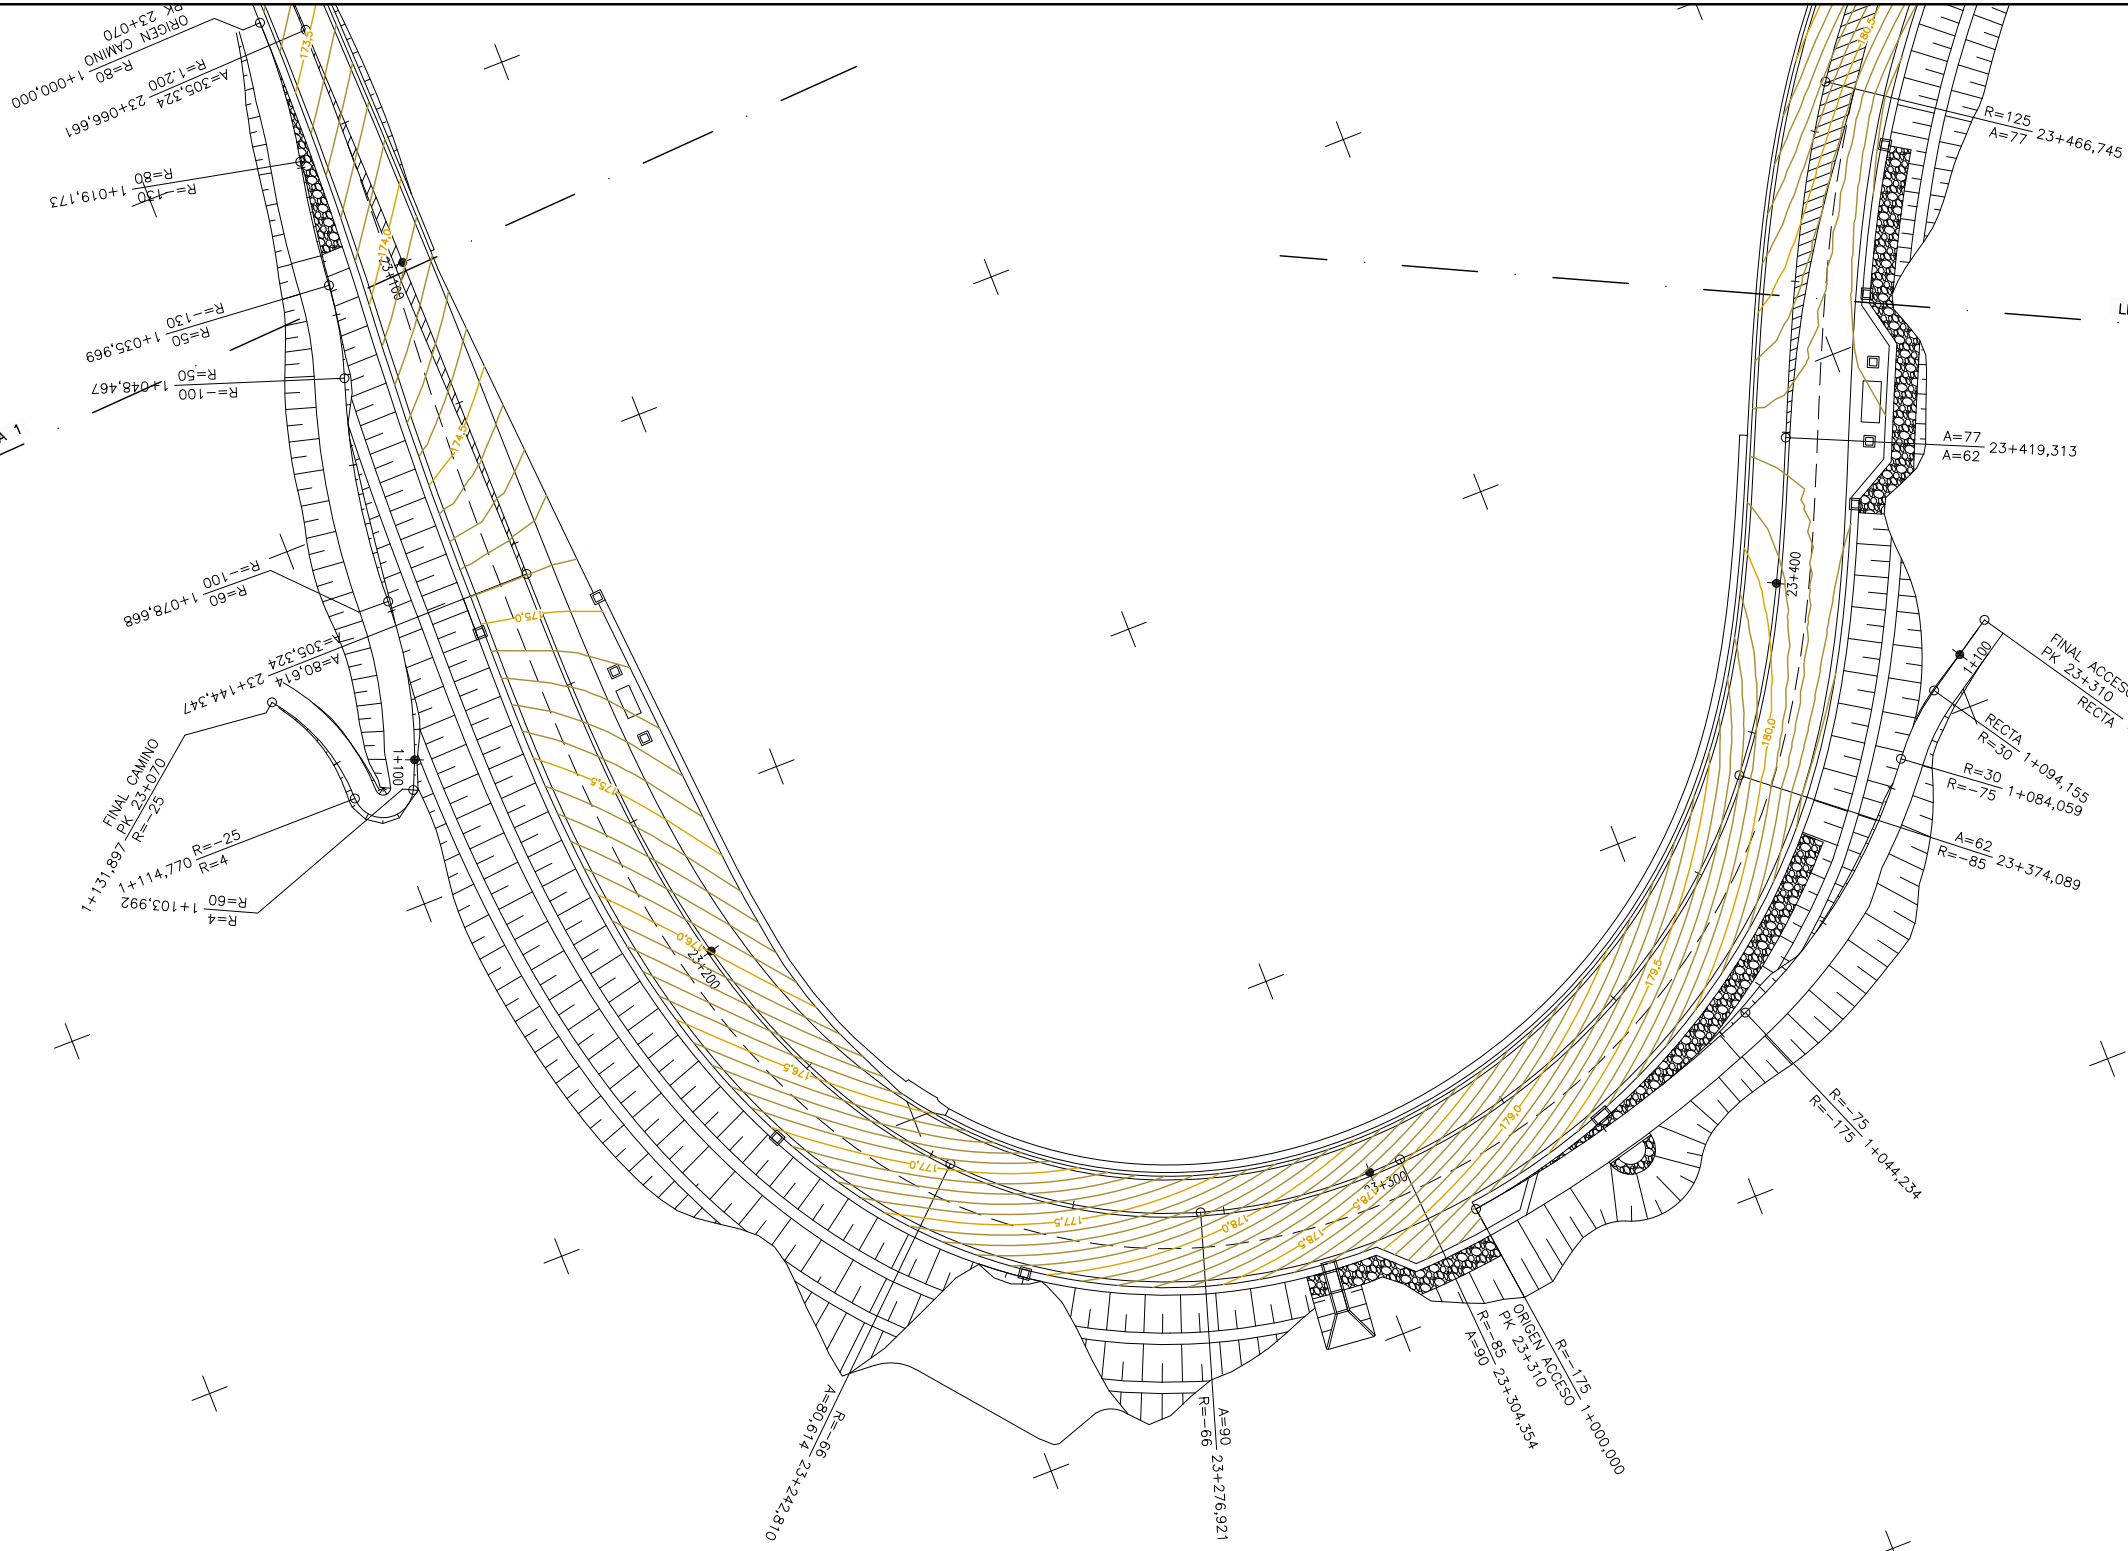 PK 23+070
ORIGEN CAMINO
R=80
1+000,000
R=1.200
A=305,324
23+066,661
R=80
R=-130
1+019,173
R=-130
R=50
1+035,969
R=50
R=-100
1+048,467
A 1
R=-100
R=60
1+078,668
A=305,324
A=80,614
23+144,347
FINAL CAMINO
PK 23+070
R=-25
1+131,897
1+100
R=-25
R=4
1+114,770
R=60
R=4
1+103,992
173,5
174,0
23+100
174,5
175,0
175,5
176,0
23+200
176,5
177,0
177,5
178,0
178,5
178,5
23+300
179,0
179,5
180,0
23+400
180,5
R=125
A=77
23+466,745
A=77
A=62
23+419,313
1+100
FINAL ACCESO
PK 23+310
RECTA
RECTA
R=30
1+094,155
R=30
R=-75
1+084,059
A=62
R=-85
23+374,089
R=-75
R=-175
1+044,234
R=-175
1+000,000
ORIGEN ACCESO
PK 23+310
R=-85
A=90
23+304,354
A=90
R=-66
23+276,921
R=-66
A=80,614
23+242,810